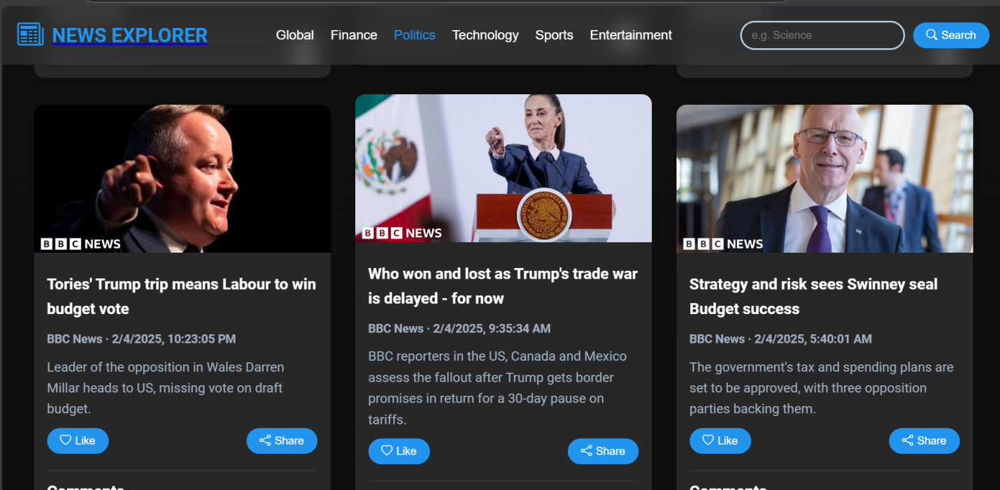 NEWS EXPLORER
Global Finance Politics Technology Sports Entertainment
e.g. Science
Search
BBC NEWS
Tories' Trump trip means Labour to win
budget vote
BBC News · 2/4/2025, 10:23:05 PM
Leader of the opposition in Wales Darren
Millar heads to US, missing vote on draft
budget.
Like
Share
Comments
ESTADOS UNIDOS MEXICANOS
BBC NEWS
Who won and lost as Trump's trade war
is delayed - for now
BBC News · 2/4/2025, 9:35:34 AM
BBC reporters in the US, Canada and Mexico
assess the fallout after Trump gets border
promises in return for a 30-day pause on
tariffs.
Like
Share
BBC NEWS
Strategy and risk sees Swinney seal
Budget success
BBC News · 2/4/2025, 5:40:01 AM
The government's tax and spending plans are
set to be approved, with three opposition
parties backing them.
Like
Share
Comments